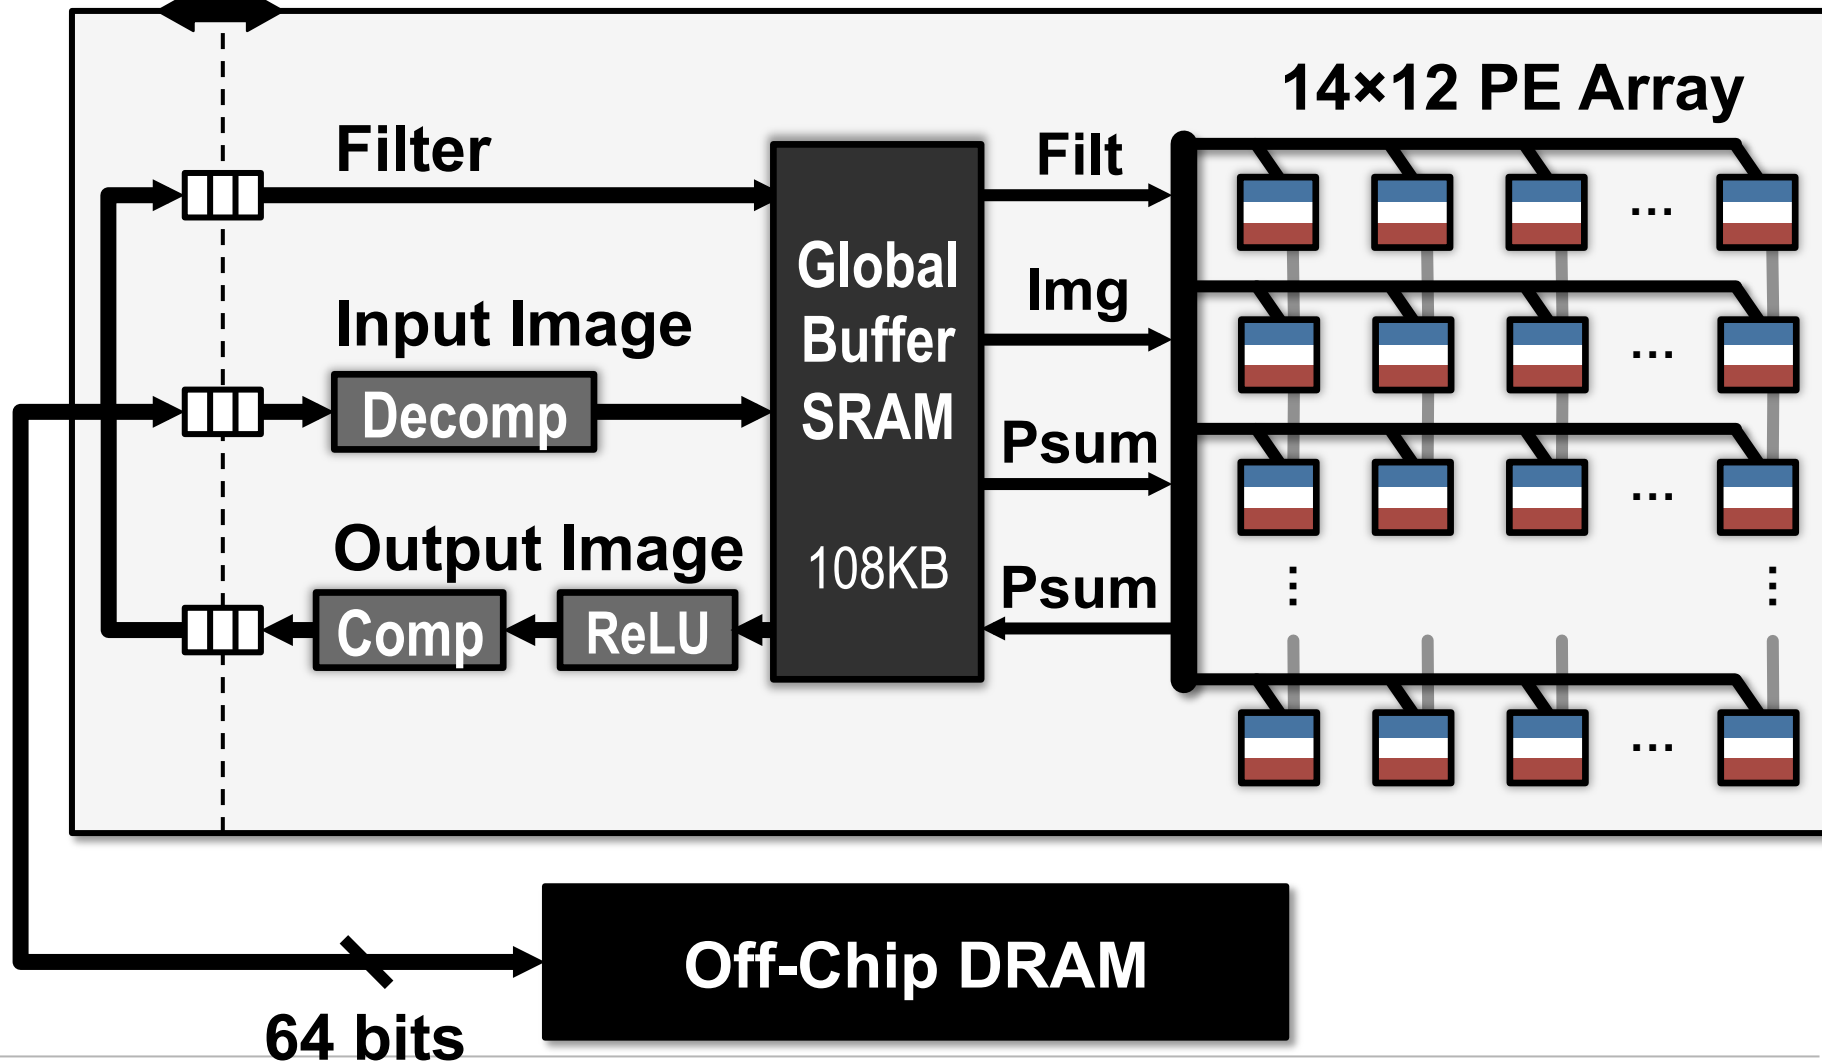 14×12 PE Array
Filter
Filt
Input Image
Img
Decomp
Global
Buffer
SRAM
108KB
Psum
Output Image
Psum
Comp
ReLU
...
...
...
...
...
...
Off-Chip DRAM
64 bits